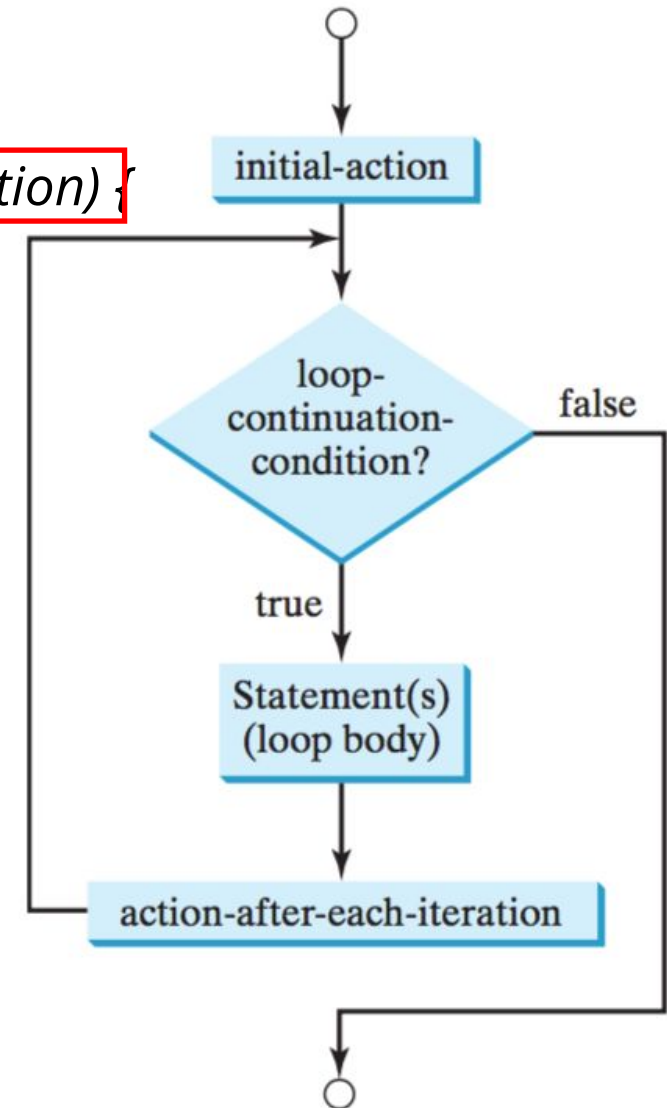 tion) {
initial-action
loop-
continuation-
condition?
false
true
Statement(s)
(loop body)
action-after-each-iteration